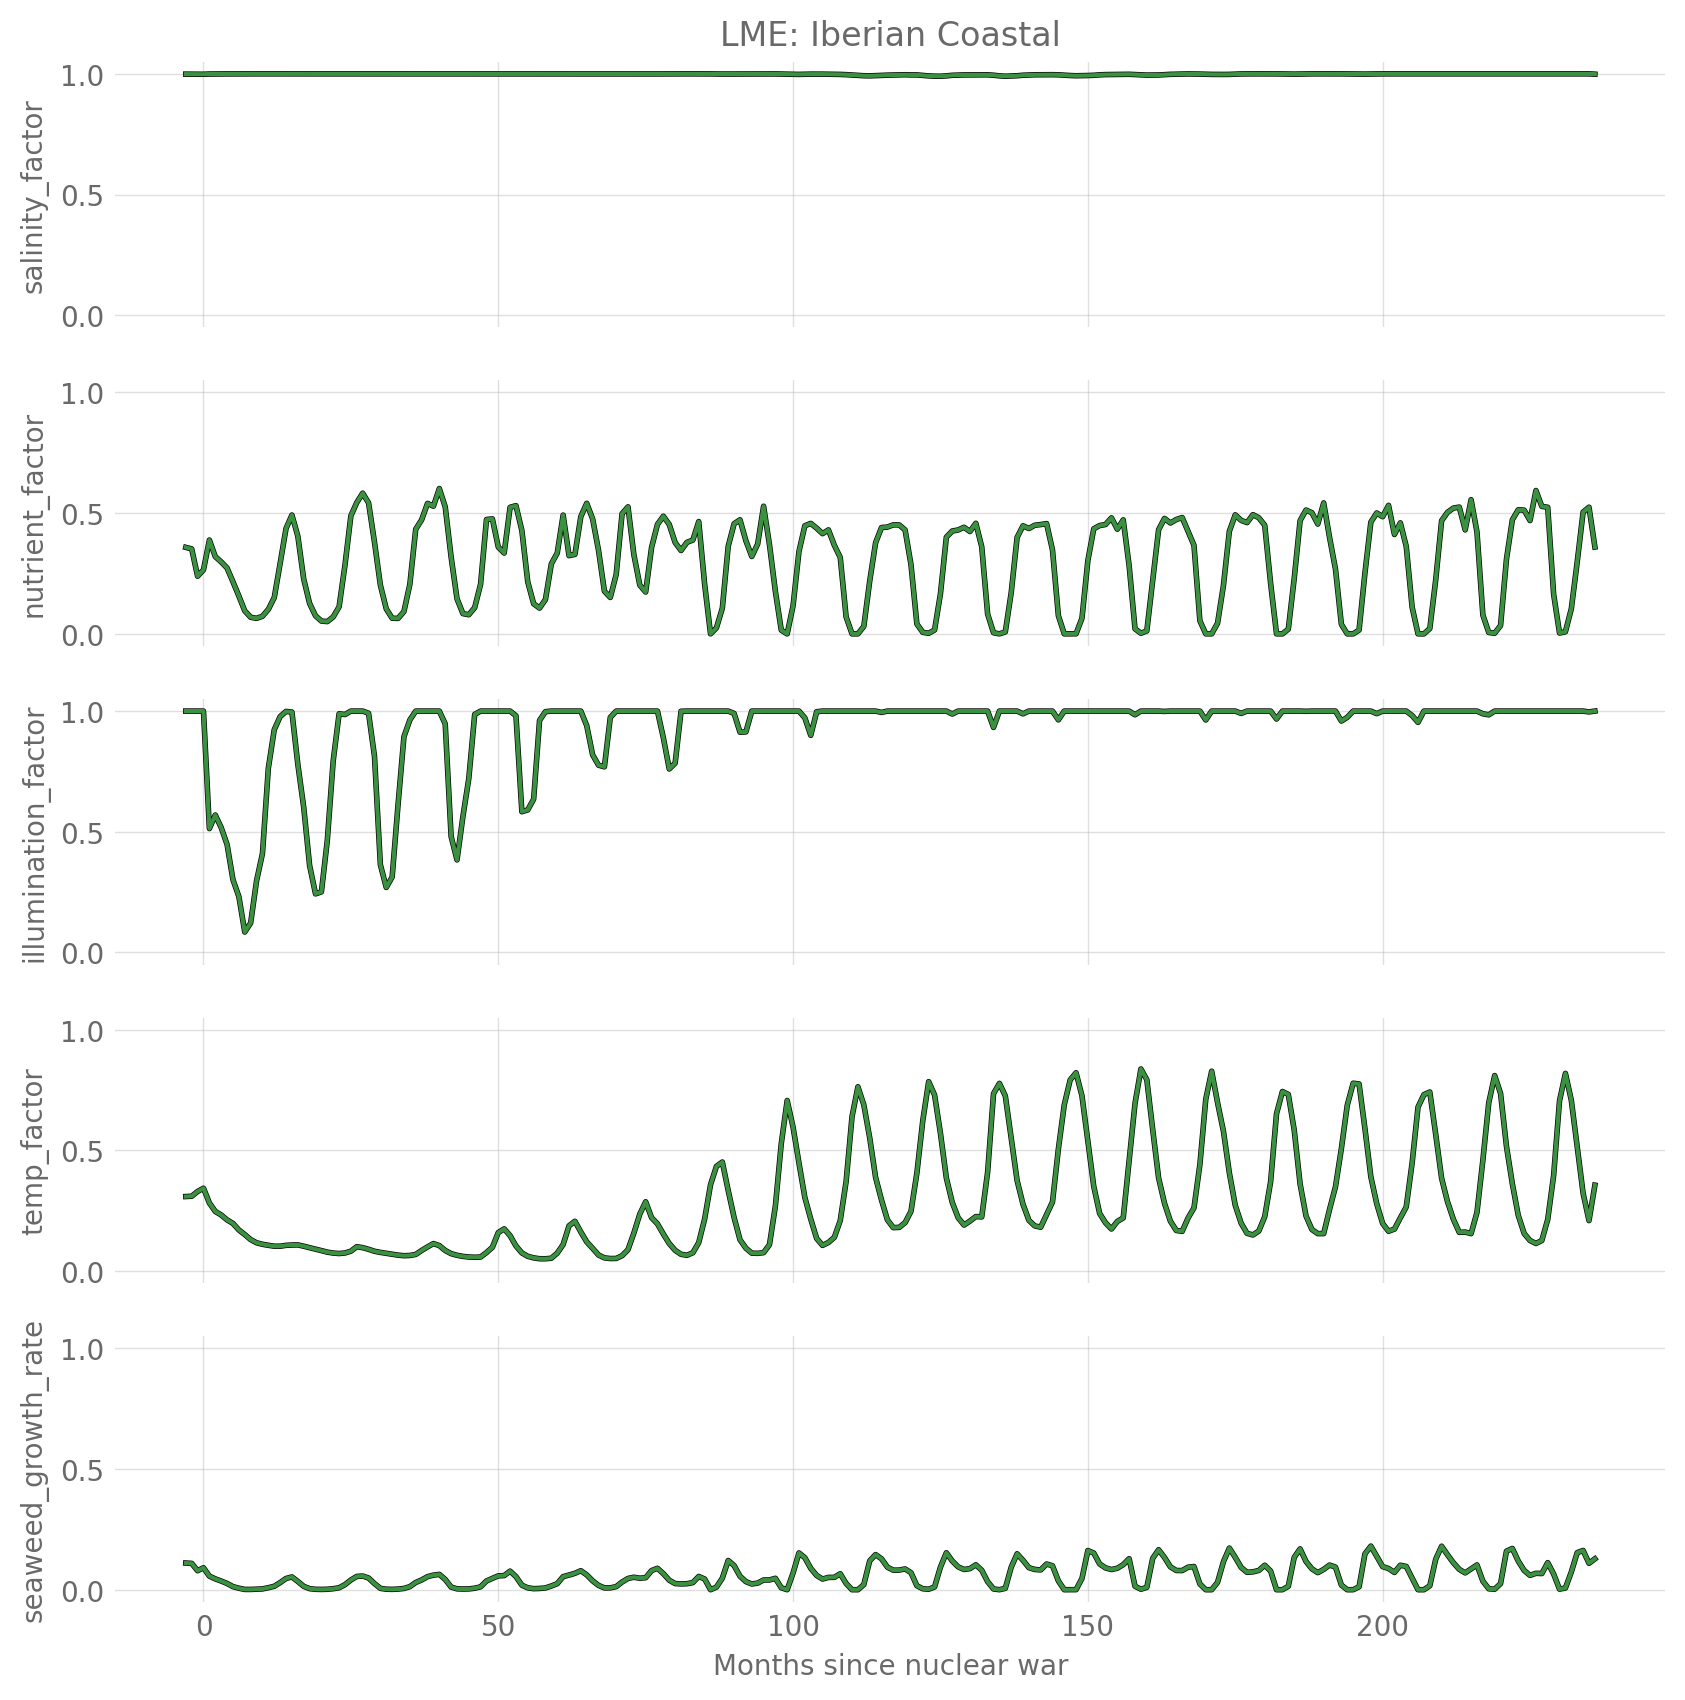 LME: Iberian Coastal
salinity_factor
1.0
0.5
0.0
nutrient_factor
1.0
0.5
0.0
illumination_factor
1.0
0.5
0.0
temp_factor
1.0
0.5
0.0
seaweed_growth_rate
1.0
0.5
0.0
0 50 100 150 200
Months since nuclear war